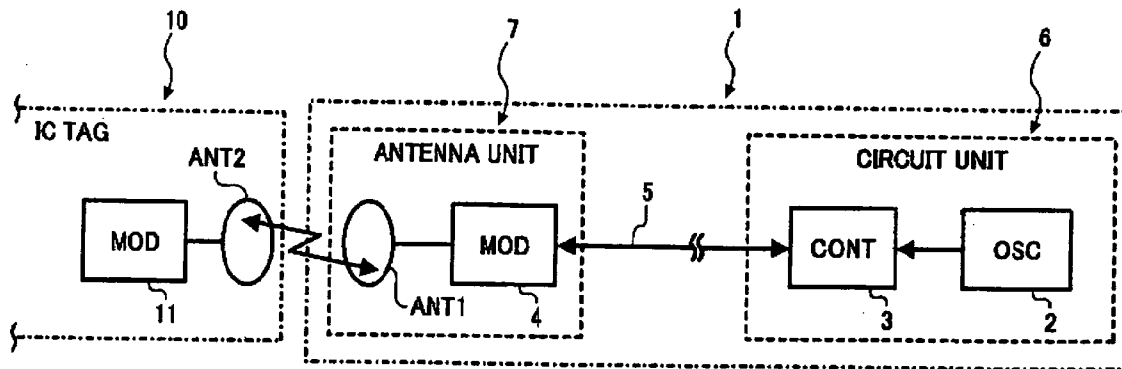 10
7
1
6
IC TAG
ANT2
MOD
11
ANTENNA UNIT
ANT1
MOD
4
5
CIRCUIT UNIT
CONT
3
OSC
2